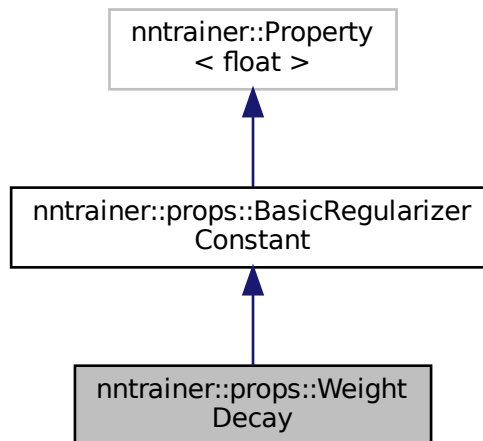 nntrainer::Property
< float >
nntrainer::props::BasicRegularizer
Constant
nntrainer::props::Weight
Decay